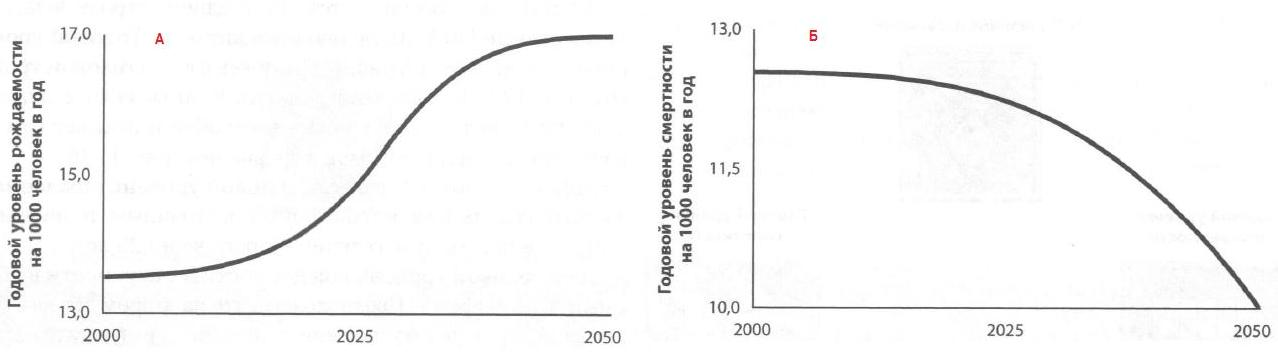 Годовой уровень рождаемости
на 1000 человек в год
17,0
А
15,0
13,0
2000
2025
2050
Годовой уровень смертности
на 1000 человек в год
13,0
Б
11,5
10,0
2000
2025
2050